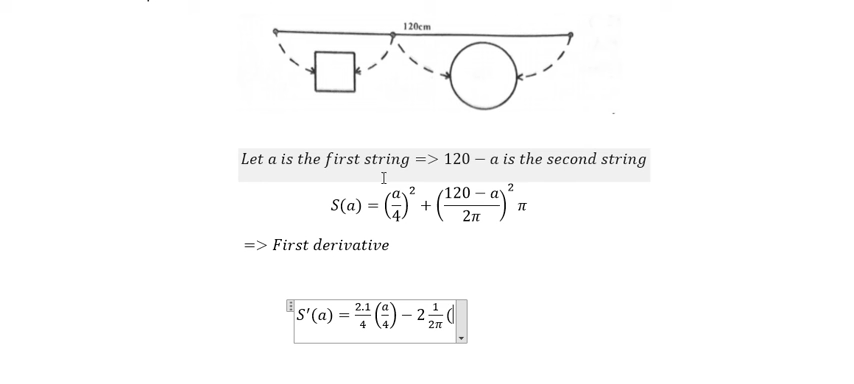 120cm
Let a is the first string => 120 − a is the second string
S(a) = (a/4)² + ((120 − a)/2π)² π
=> First derivative
S′(a) = 2.1/4 (a/4) − 2 1/2π (